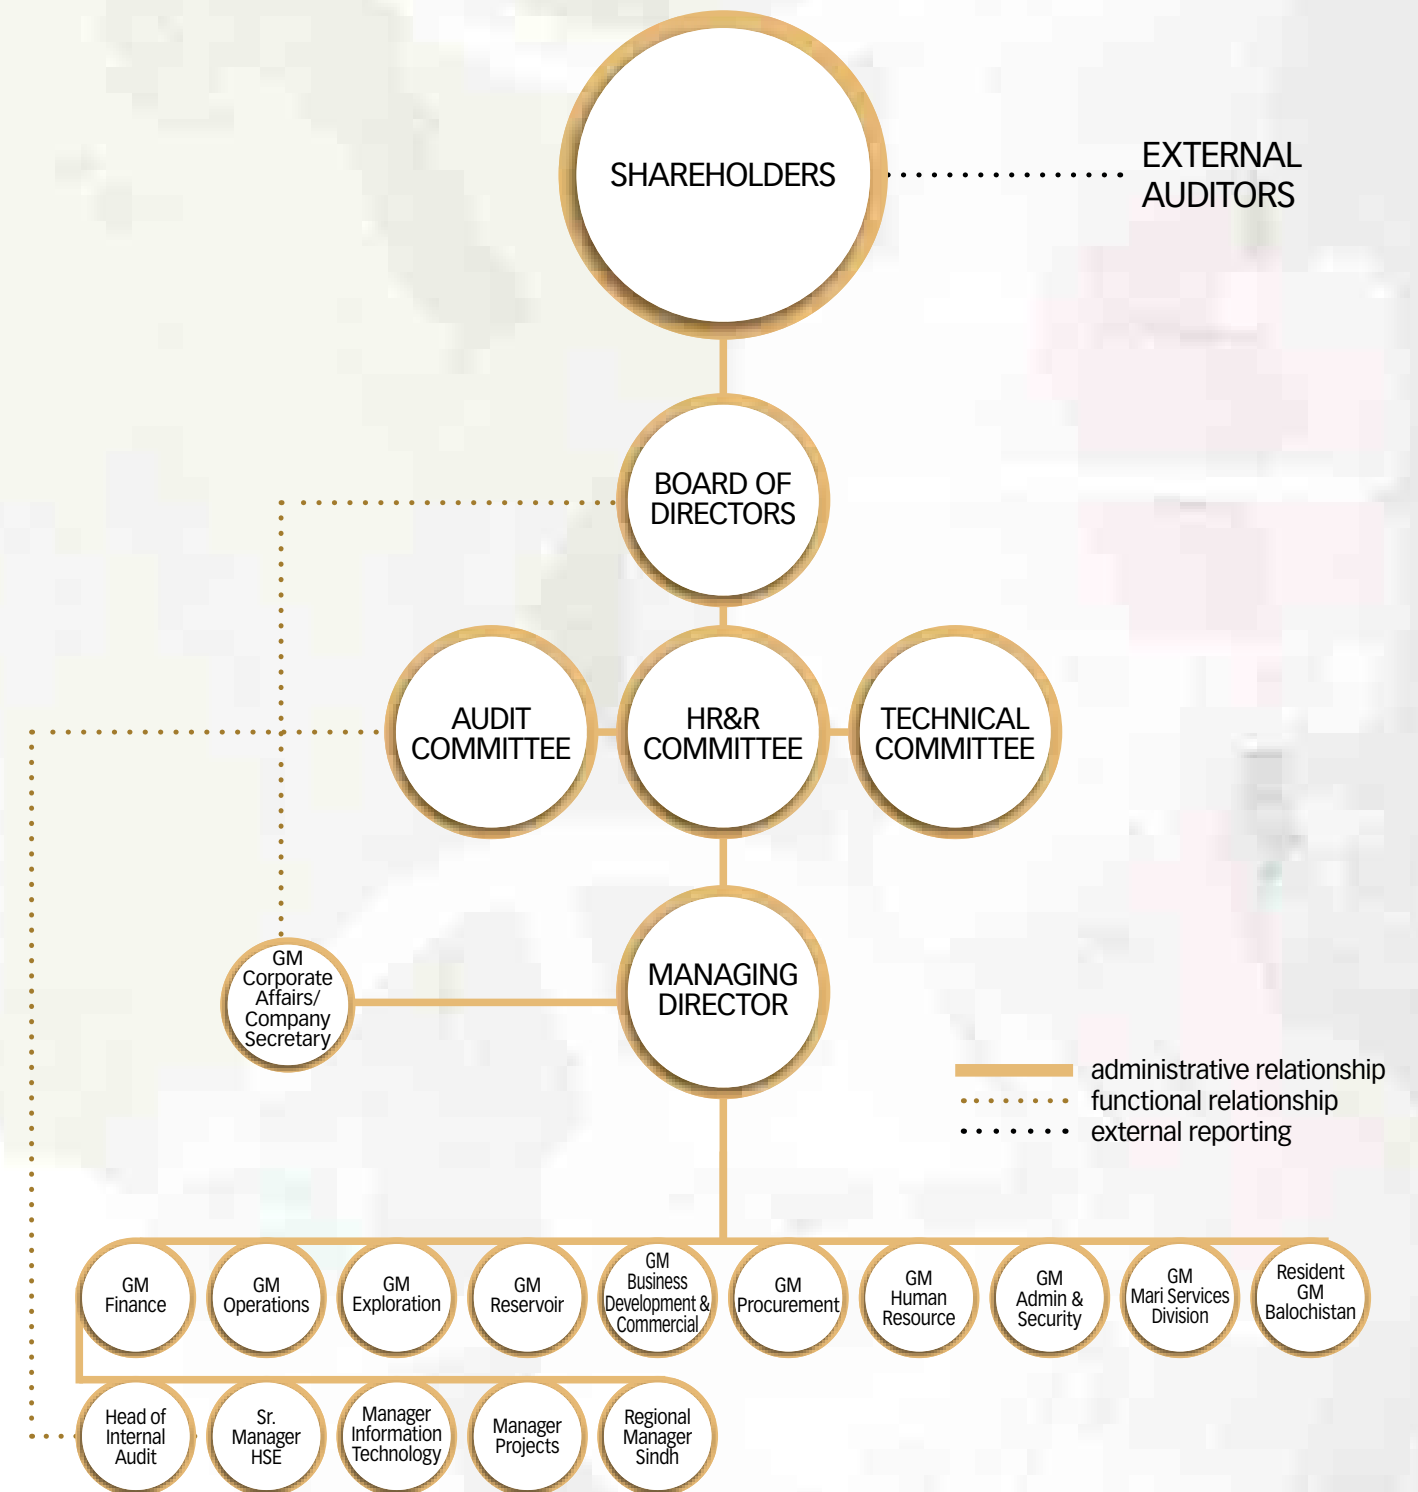 SHAREHOLDERS
EXTERNAL
AUDITORS
BOARD OF
DIRECTORS
AUDIT
COMMITTEE
HR&R
COMMITTEE
TECHNICAL
COMMITTEE
GM
Corporate
Affairs/
Company
Secretary
MANAGING
DIRECTOR
administrative relationship
functional relationship
external reporting
GM
Finance
GM
Operations
GM
Exploration
GM
Reservoir
GM
Business
Development &
Commercial
GM
Procurement
GM
Human
Resource
GM
Admin &
Security
GM
Mari Services
Division
Resident
GM
Balochistan
Head of
Internal
Audit
Sr.
Manager
HSE
Manager
Information
Technology
Manager
Projects
Regional
Manager
Sindh